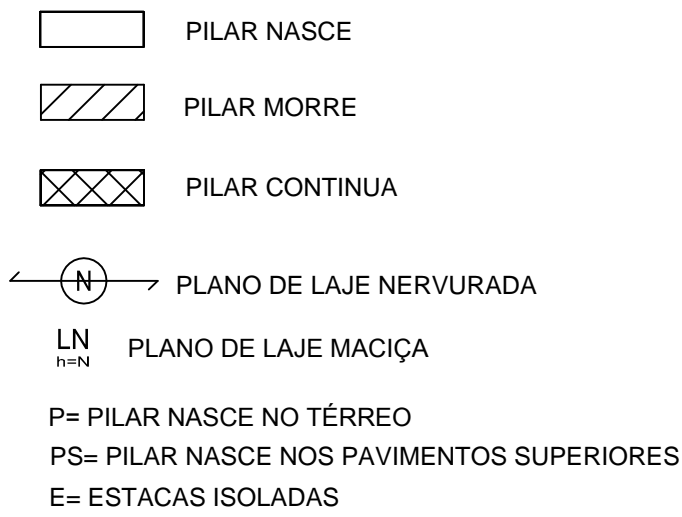 PILAR NASCE
PILAR MORRE
PILAR CONTINUA
N PLANO DE LAJE NERVURADA
LN
h=N
PLANO DE LAJE MACIÇA
P= PILAR NASCE NO TÉRREO
PS= PILAR NASCE NOS PAVIMENTOS SUPERIORES
E= ESTACAS ISOLADAS